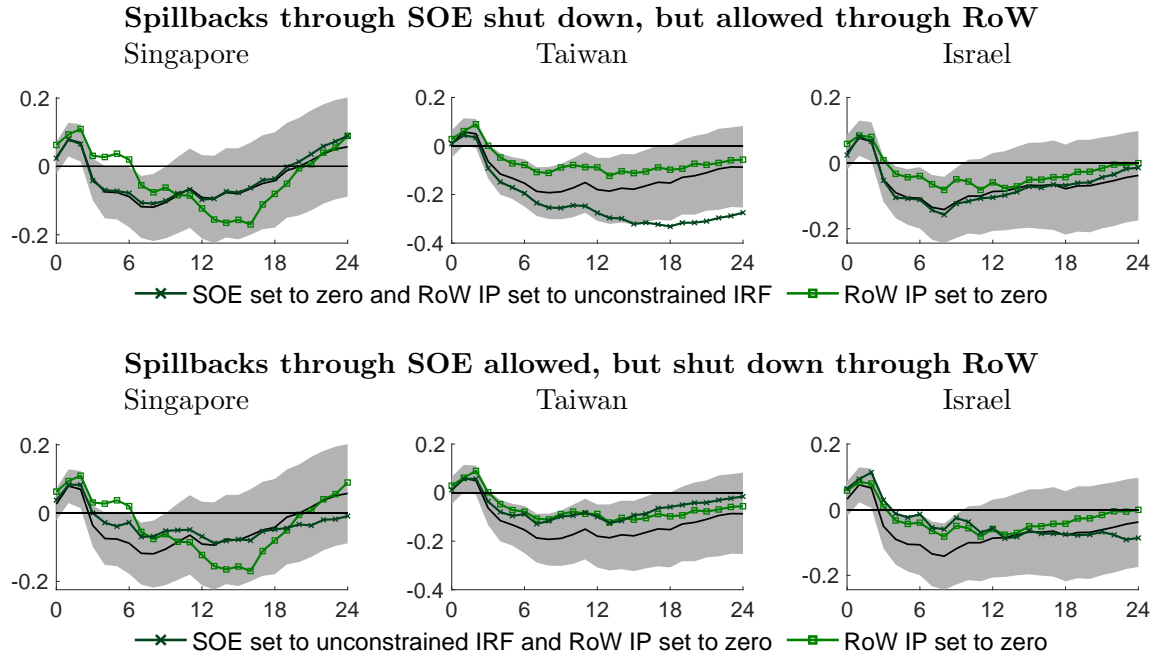 Spillbacks through SOE shut down, but allowed through RoW
Singapore Taiwan Israel
0.2 0.2 0.2
0 0 0
-0.2 -0.2 -0.2
-0.4
0 6 12 18 24 0 6 12 18 24 0 6 12 18 24
SOE set to zero and RoW IP set to unconstrained IRF RoW IP set to zero
Spillbacks through SOE allowed, but shut down through RoW
Singapore Taiwan Israel
0.2 0.2 0.2
0 0 0
-0.2 -0.2 -0.2
-0.4
0 6 12 18 24 0 6 12 18 24 0 6 12 18 24
SOE set to unconstrained IRF and RoW IP set to zero RoW IP set to zero